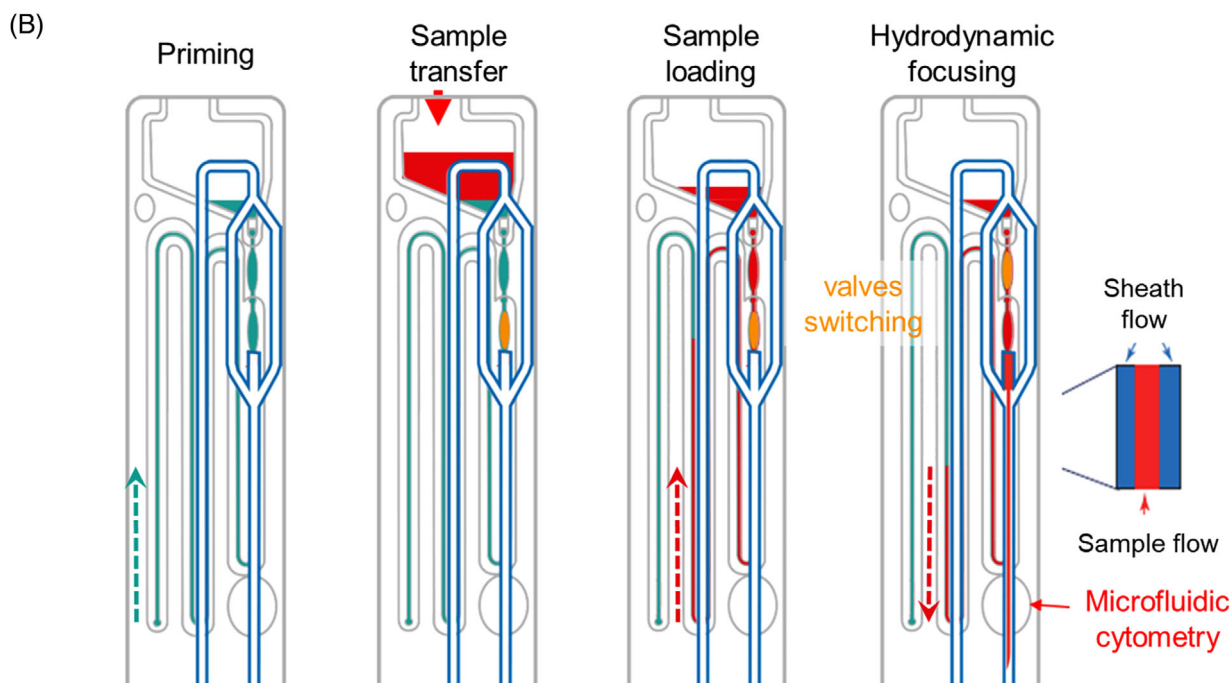 (B)
Priming
Sample
transfer
Sample
loading
Hydrodynamic
focusing
valves
switching
Sheath
flow
Sample flow
Microfluidic
cytometry